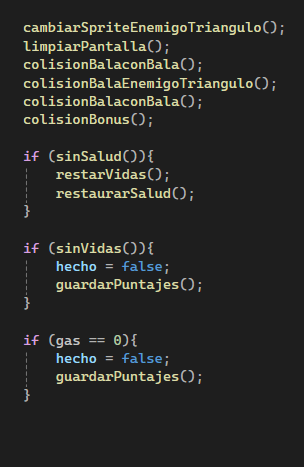 cambiarSpriteEnemigoTriangulo();
limpiarPantalla();
colisionBalaconBala();
colisionBalaEnemigoTriangulo();
colisionBalaconBala();
colisionBonus();
if (sinSalud()){
restarVidas();
restaurarSalud();
}
if (sinVidas()){
hecho = false;
guardarPuntajes();
}
if (gas == 0){
hecho = false;
guardarPuntajes();
}